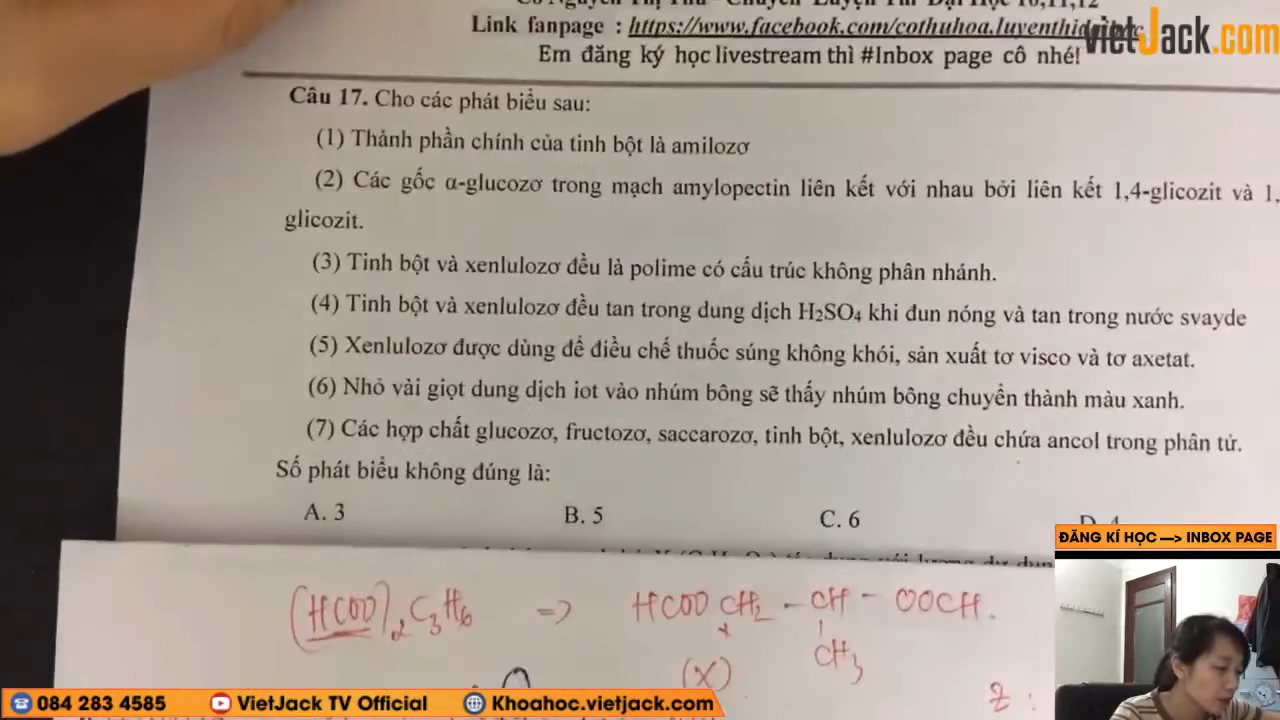 Link fanpage : https://www.facebook.com/cothuhoa.luyenthidaihoc
vietJack.com
Em đăng ký học livestream thì #Inbox page cô nhé!
Câu 17. Cho các phát biểu sau:
(1) Thành phần chính của tinh bột là amilozơ
(2) Các gốc α-glucozơ trong mạch amylopectin liên kết với nhau bởi liên kết 1,4-glicozit và 1,
glicozit.
(3) Tinh bột và xenlulozơ đều là polime có cấu trúc không phân nhánh.
(4) Tinh bột và xenlulozơ đều tan trong dung dịch H₂SO₄ khi đun nóng và tan trong nước svayde
(5) Xenlulozơ được dùng để điều chế thuốc súng không khói, sản xuất tơ visco và tơ axetat.
(6) Nhỏ vài giọt dung dịch iot vào nhúm bông sẽ thấy nhúm bông chuyển thành màu xanh.
(7) Các hợp chất glucozơ, fructozơ, saccarozơ, tinh bột, xenlulozơ đều chứa ancol trong phân tử.
Số phát biểu không đúng là:
A. 3 B. 5 C. 6
ĐĂNG KÍ HỌC —> INBOX PAGE
(HCOO)₂C₃H₆ => HCOO CH₂ - CH - OOCH.
CH₃
(X)
z :
084 283 4585 VietJack TV Official Khoahoc.vietjack.com